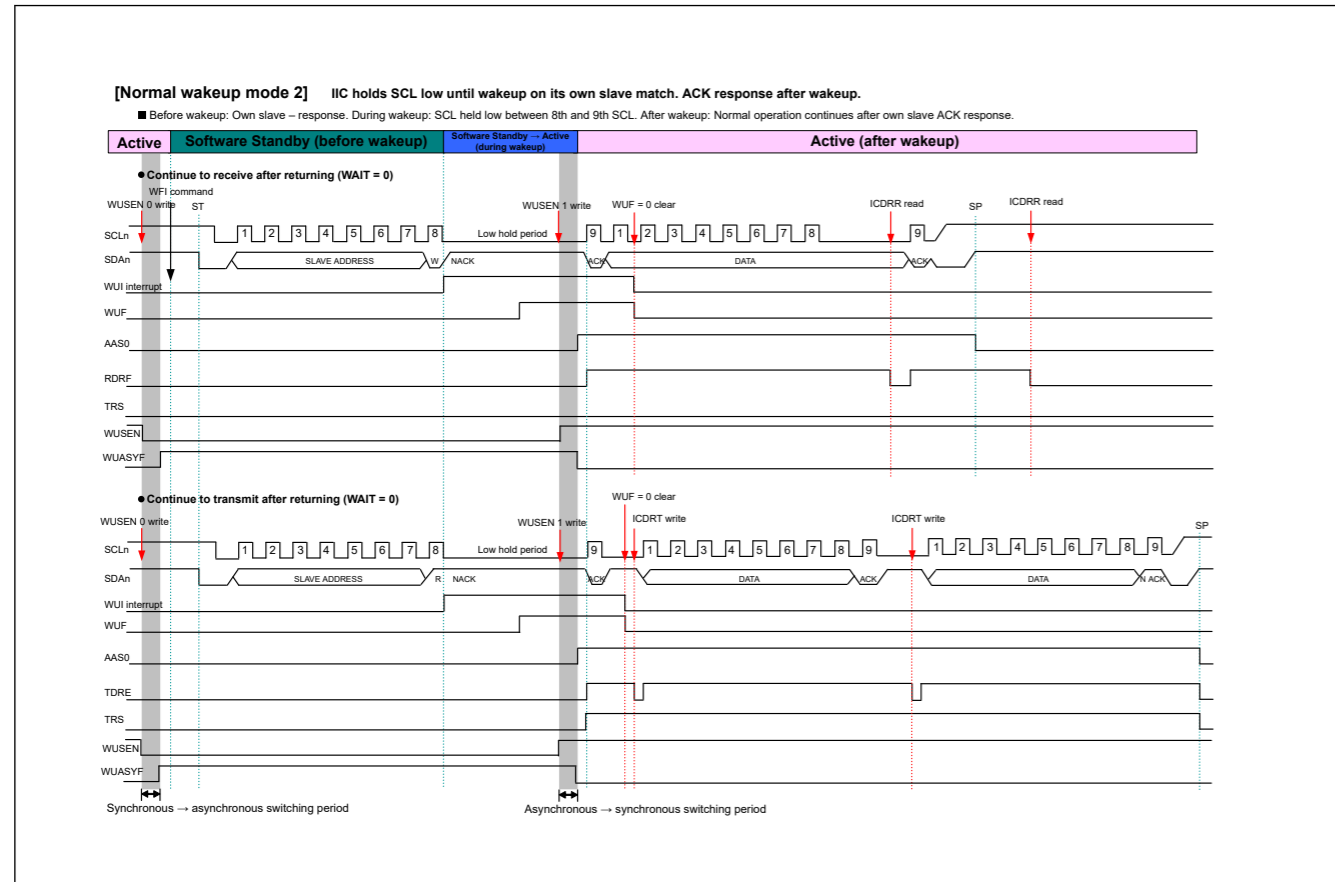 [Normal wakeup mode 2] IIC holds SCL low until wakeup on its own slave match. ACK response after wakeup.
■ Before wakeup: Own slave – response. During wakeup: SCL held low between 8th and 9th SCL. After wakeup: Normal operation continues after own slave ACK response.
Active Software Standby (before wakeup) Software Standby → Active (during wakeup) Active (after wakeup)
● Continue to receive after returning (WAIT = 0)
WFI command
WUSEN 0 write ST WUSEN 1 write WUF = 0 clear ICDRR read SP ICDRR read
SCLn 1 2 3 4 5 6 7 8 Low hold period 9 1 2 3 4 5 6 7 8 9
SDAn SLAVE ADDRESS W NACK ACK DATA ACK
WUI interrupt
WUF
AAS0
RDRF
TRS
WUSEN
WUASYF
● Continue to transmit after returning (WAIT = 0)
WUF = 0 clear
WUSEN 0 write WUSEN 1 write ICDRT write ICDRT write SP
SCLn 1 2 3 4 5 6 7 8 Low hold period 9 1 2 3 4 5 6 7 8 9 1 2 3 4 5 6 7 8 9
SDAn SLAVE ADDRESS R NACK ACK DATA ACK DATA N ACK
WUI interrupt
WUF
AAS0
TDRE
TRS
WUSEN
WUASYF
Synchronous → asynchronous switching period Asynchronous → synchronous switching period